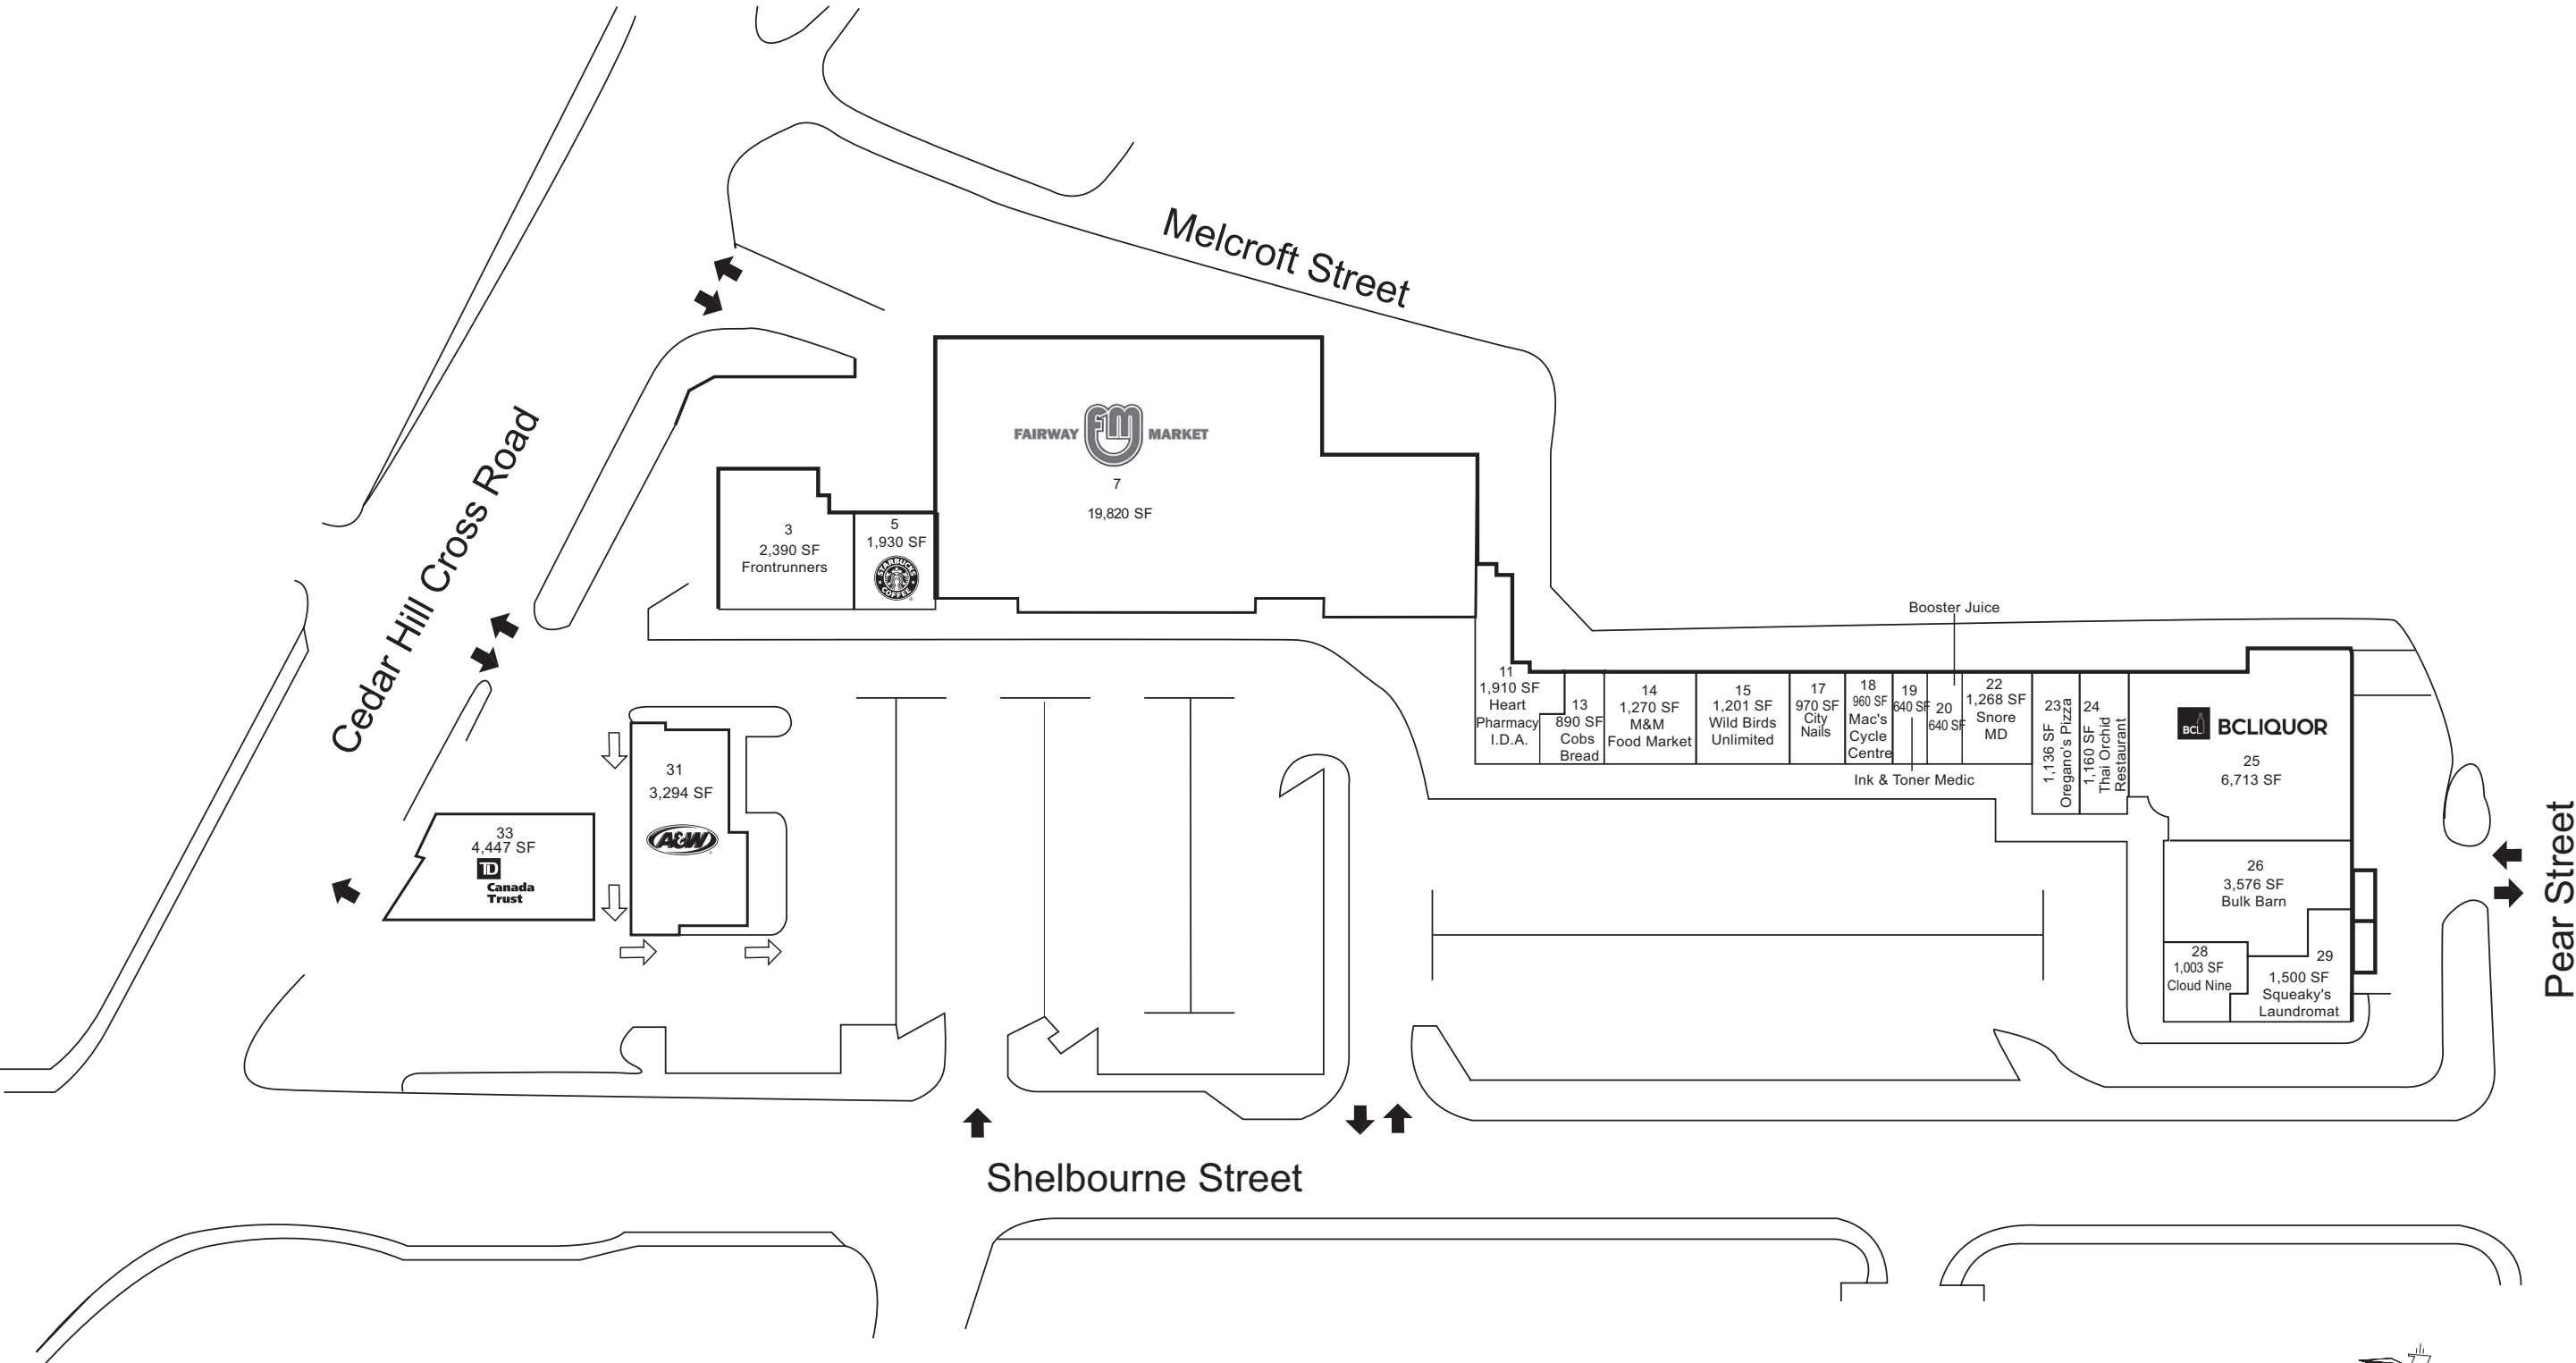 Melcroft Street
Cedar Hill Cross Road
FAIRWAY FM MARKET
7
19,820 SF
3
2,390 SF
Frontrunners
5
1,930 SF
STARBUCKS
COFFEE
Booster Juice
11
1,910 SF
Heart
Pharmacy
I.D.A.
13
890 SF
Cobs
Bread
14
1,270 SF
M&M
Food Market
15
1,201 SF
Wild Birds
Unlimited
17
970 SF
City
Nails
18
960 SF
Mac's
Cycle
Centre
19
640 SF
20
640 SF
22
1,268 SF
Snore
MD
Ink & Toner Medic
23
1,136 SF
Oregano's Pizza
24
1,160 SF
Thai Orchid
Restaurant
BCL BCLIQUOR
25
6,713 SF
26
3,576 SF
Bulk Barn
28
1,003 SF
Cloud Nine
29
1,500 SF
Squeaky's
Laundromat
31
3,294 SF
A&W
33
4,447 SF
TD
Canada
Trust
Pear Street
Shelbourne Street